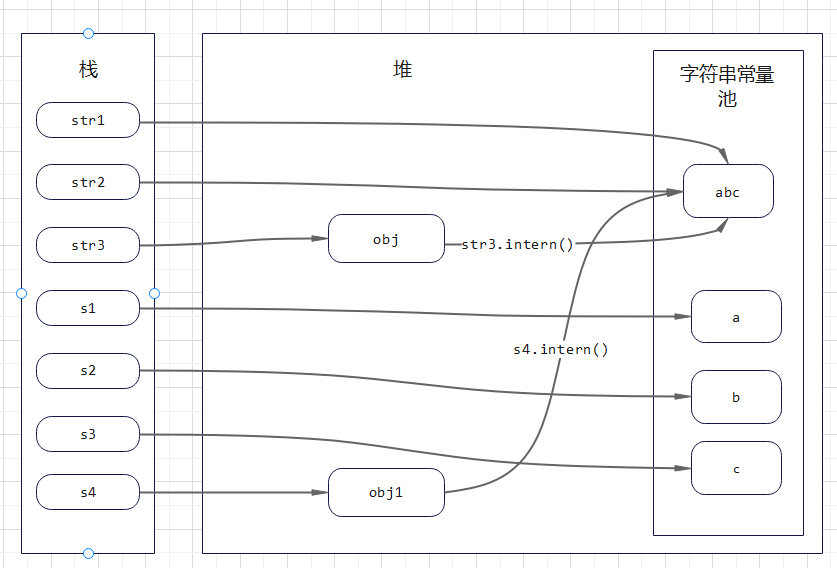 栈
堆
字符串常量
池
str1
str2
abc
str3
obj
str3.intern()
s1
a
s4.intern()
s2
b
s3
c
s4
obj1